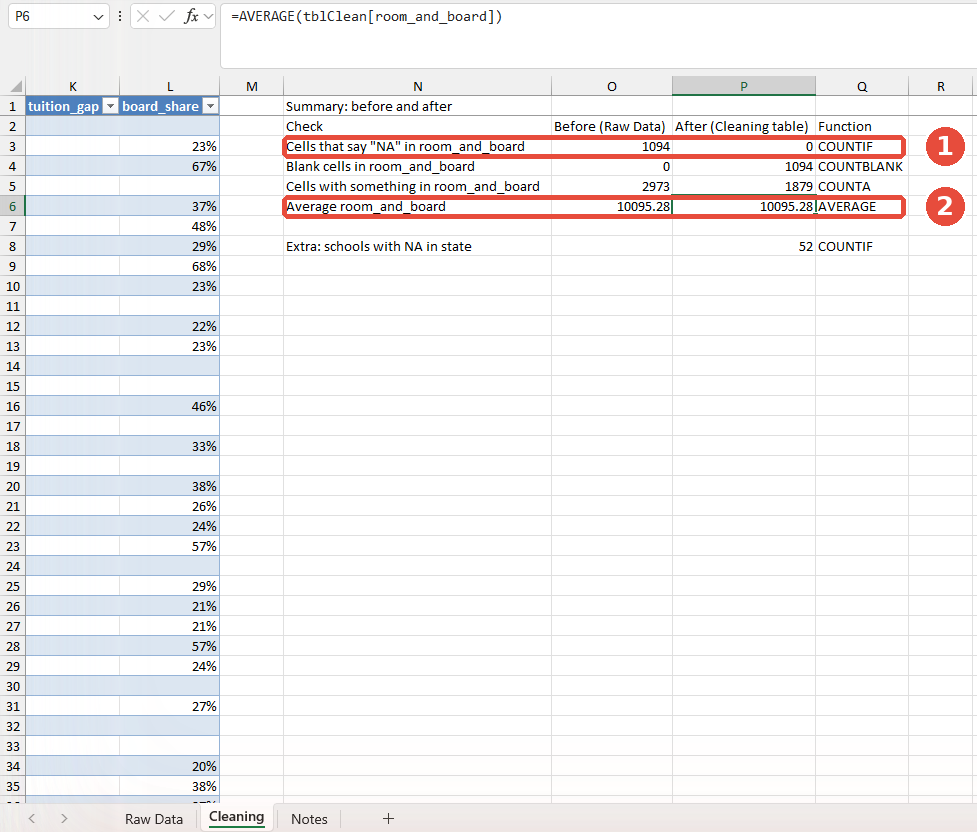 P6 fx =AVERAGE(tblClean[room_and_board])
K L M N O P Q R
1 tuition_gap board_share Summary: before and after
2 Check Before (Raw Data) After (Cleaning table) Function
3 23% Cells that say "NA" in room_and_board 1094 0 COUNTIF 1
4 67% Blank cells in room_and_board 0 1094 COUNTBLANK
5 Cells with something in room_and_board 2973 1879 COUNTA
6 37% Average room_and_board 10095.28 10095.28 AVERAGE 2
7 48%
8 29% Extra: schools with NA in state 52 COUNTIF
9 68%
10 23%
11
12 22%
13 23%
14
15
16 46%
17
18 33%
19
20 38%
21 26%
22 24%
23 57%
24
25 29%
26 21%
27 21%
28 57%
29 24%
30
31 27%
32
33
34 20%
35 38%
Raw Data Cleaning Notes +